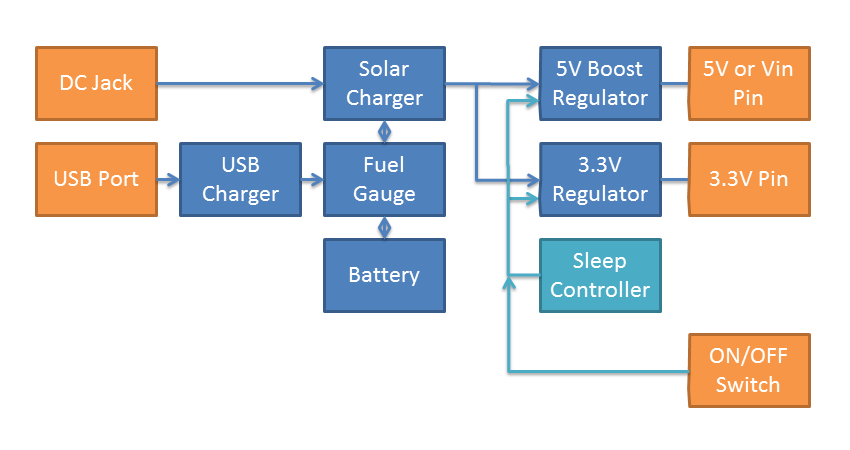 DC Jack
Solar
Charger
5V Boost
Regulator
5V or Vin
Pin
USB Port
USB
Charger
Fuel
Gauge
3.3V
Regulator
3.3V Pin
Battery
Sleep
Controller
ON/OFF
Switch